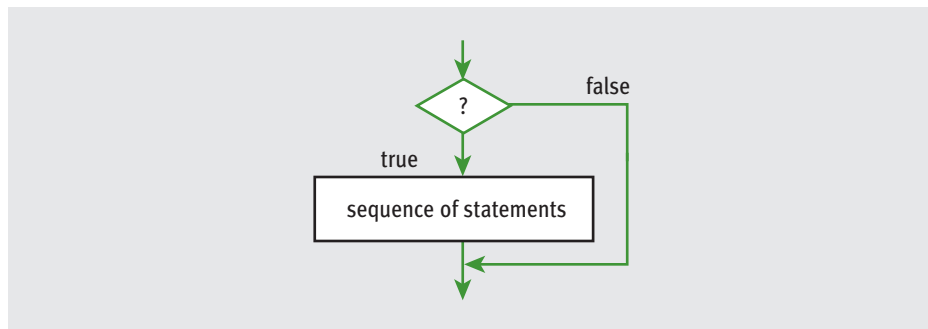 ?
false
true
sequence of statements